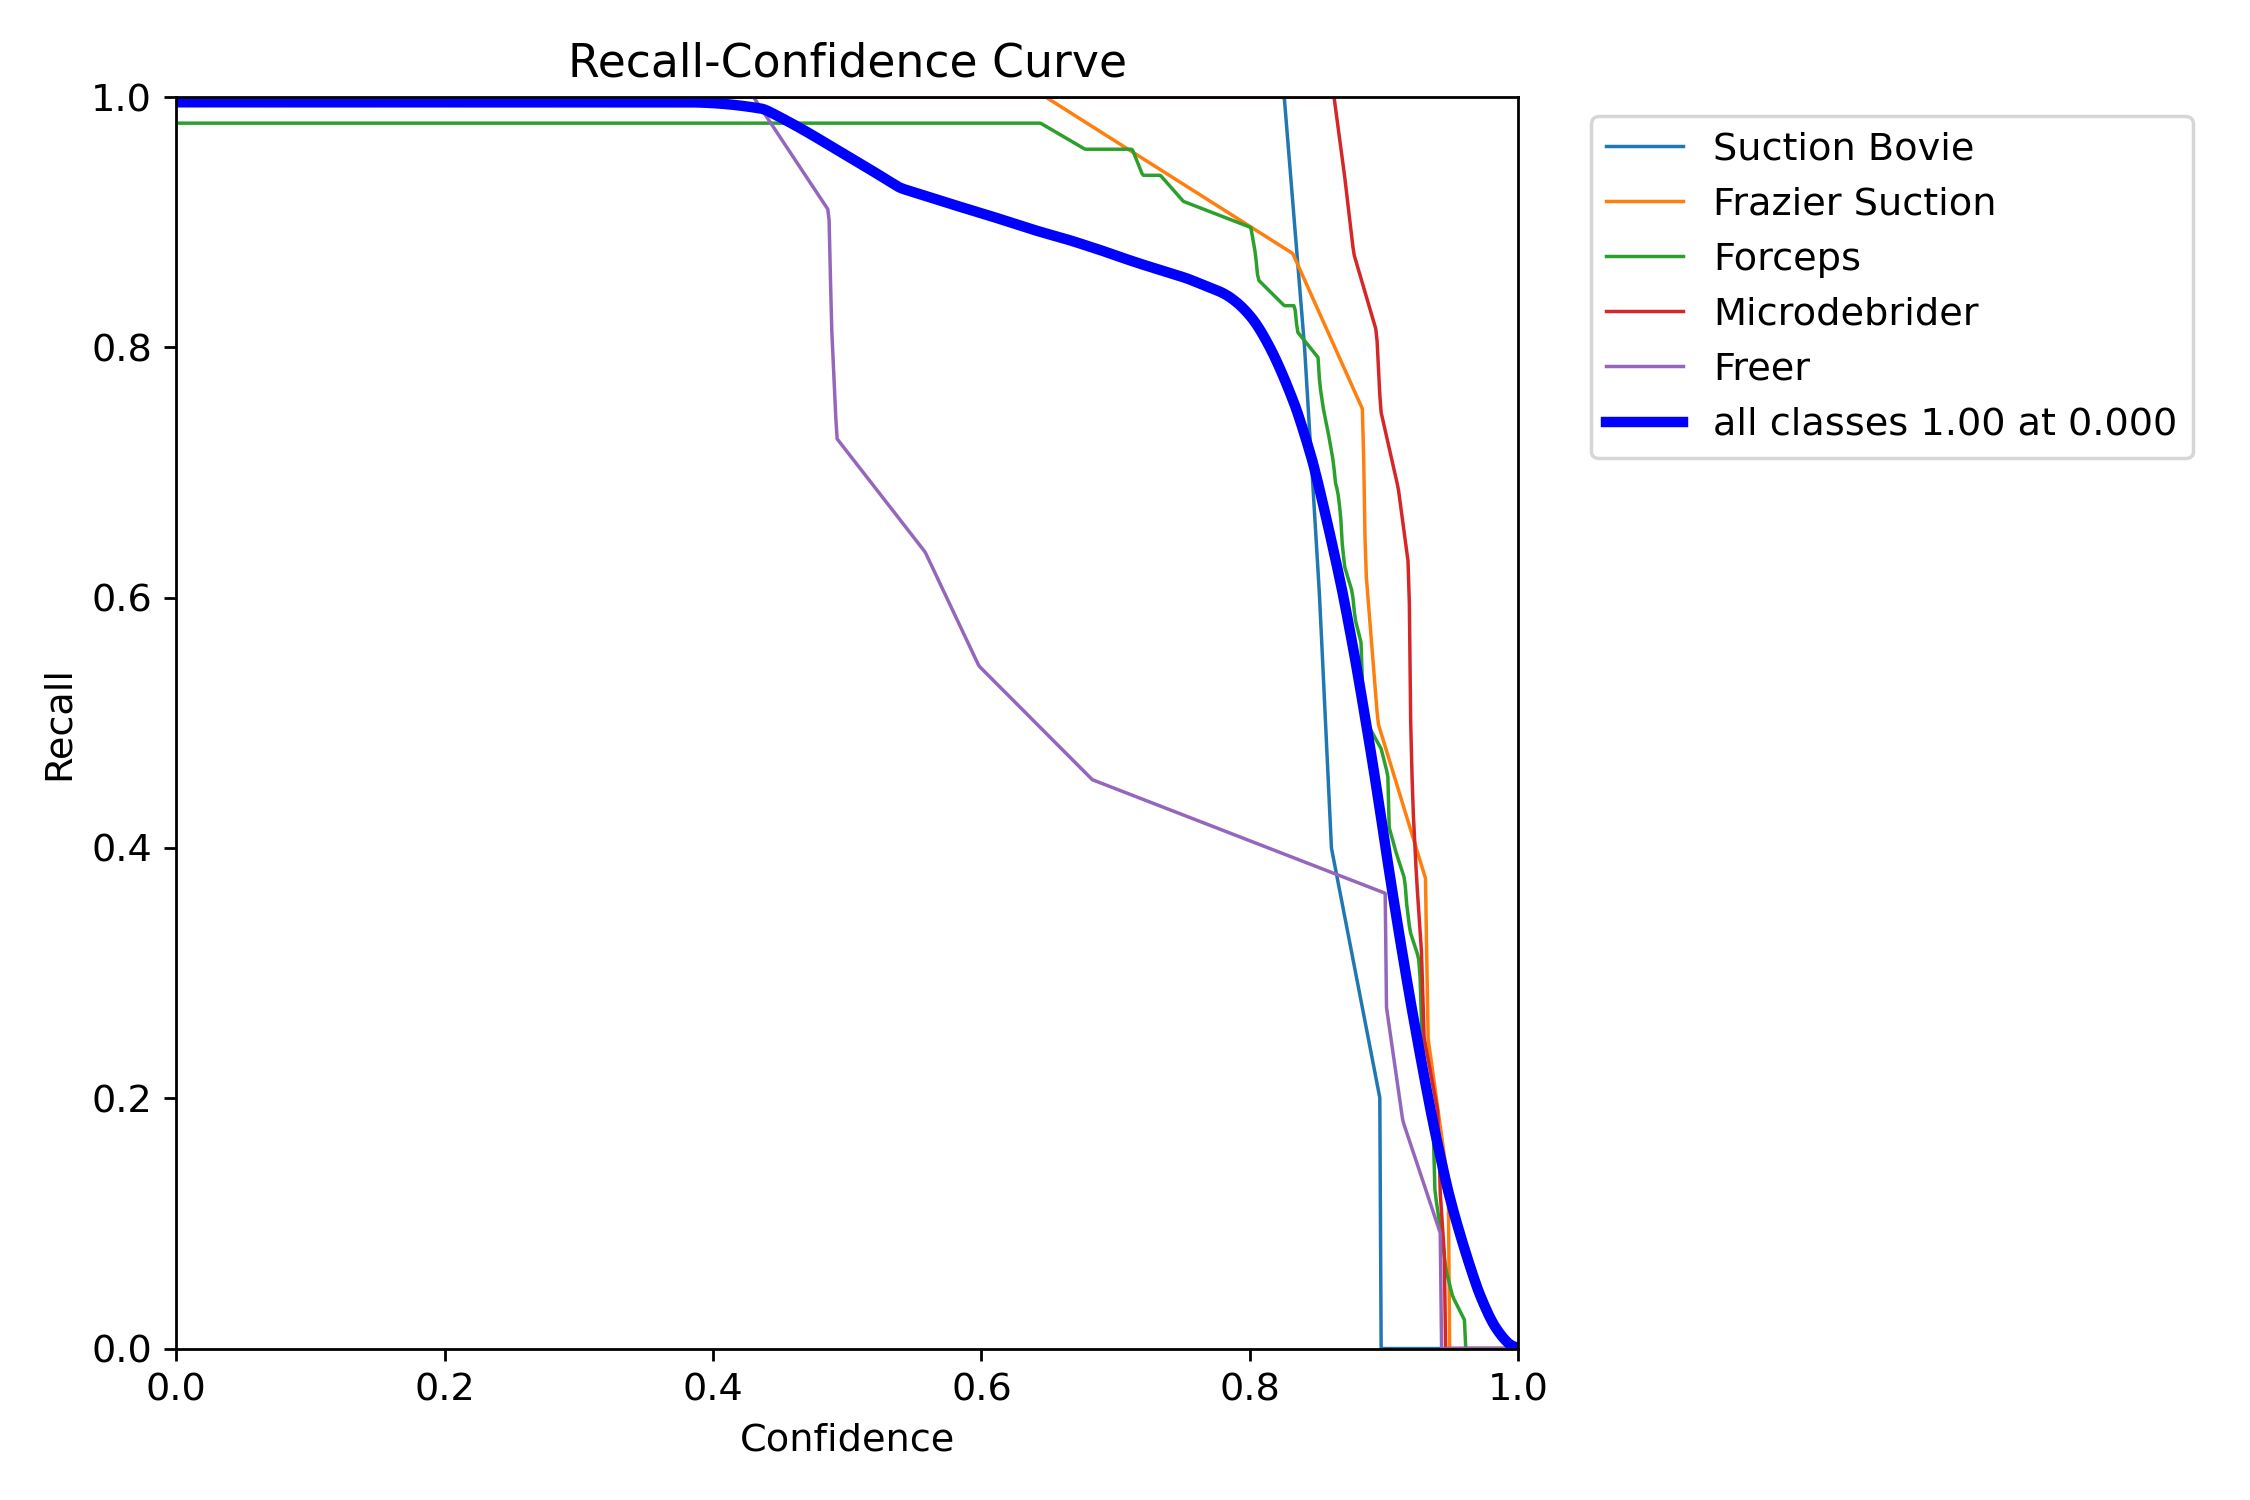 Recall-Confidence Curve
1.0
0.8
0.6
0.4
0.2
0.0
Recall
0.0 0.2 0.4 0.6 0.8 1.0
Confidence
Suction Bovie
Frazier Suction
Forceps
Microdebrider
Freer
all classes 1.00 at 0.000